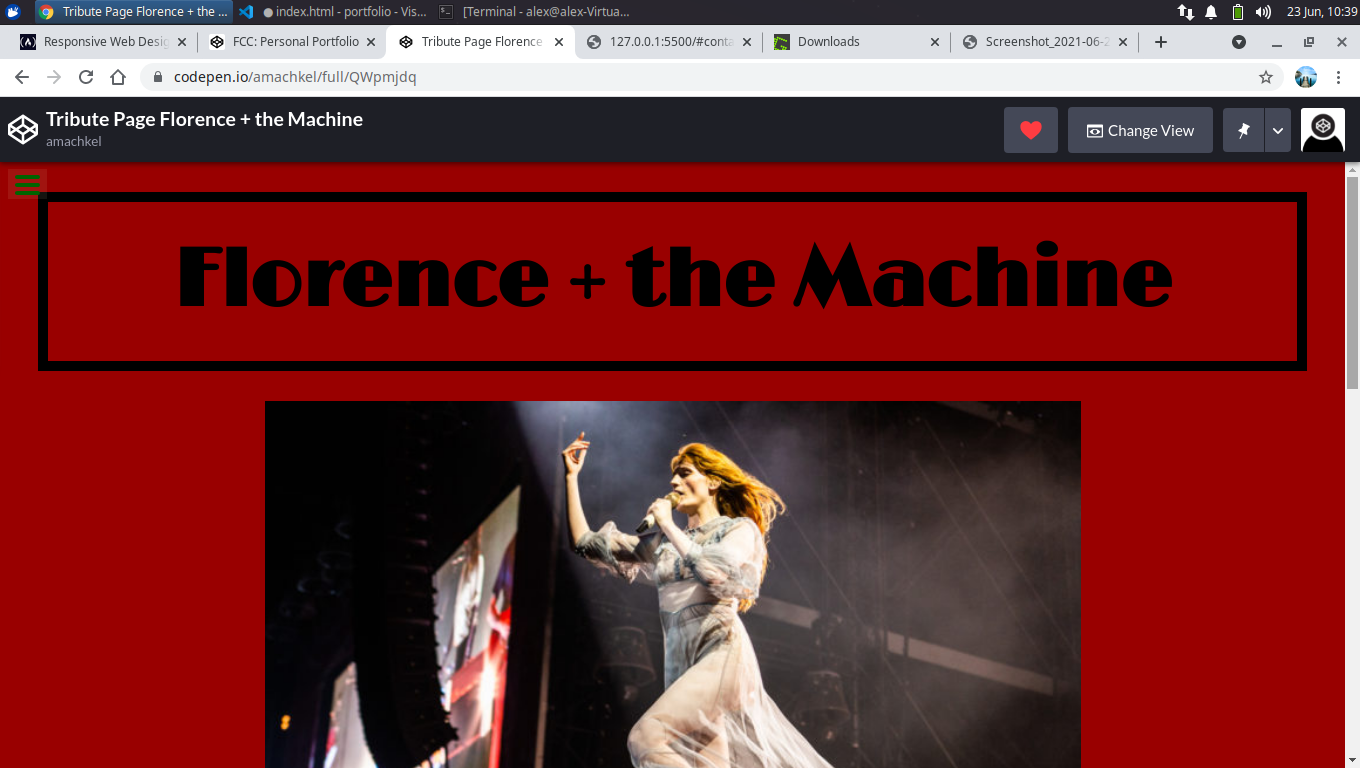 Tribute Page Florence + the ...
index.html - portfolio - Vis...
[Terminal - alex@alex-Virtua...
23 Jun, 10:39
Responsive Web Desig
FCC: Personal Portfolio
Tribute Page Florence
127.0.0.1:5500/#conta
Downloads
Screenshot_2021-06-2
codepen.io/amachkel/full/QWpmjdq
Tribute Page Florence + the Machine
amachkel
Change View
Florence + the Machine